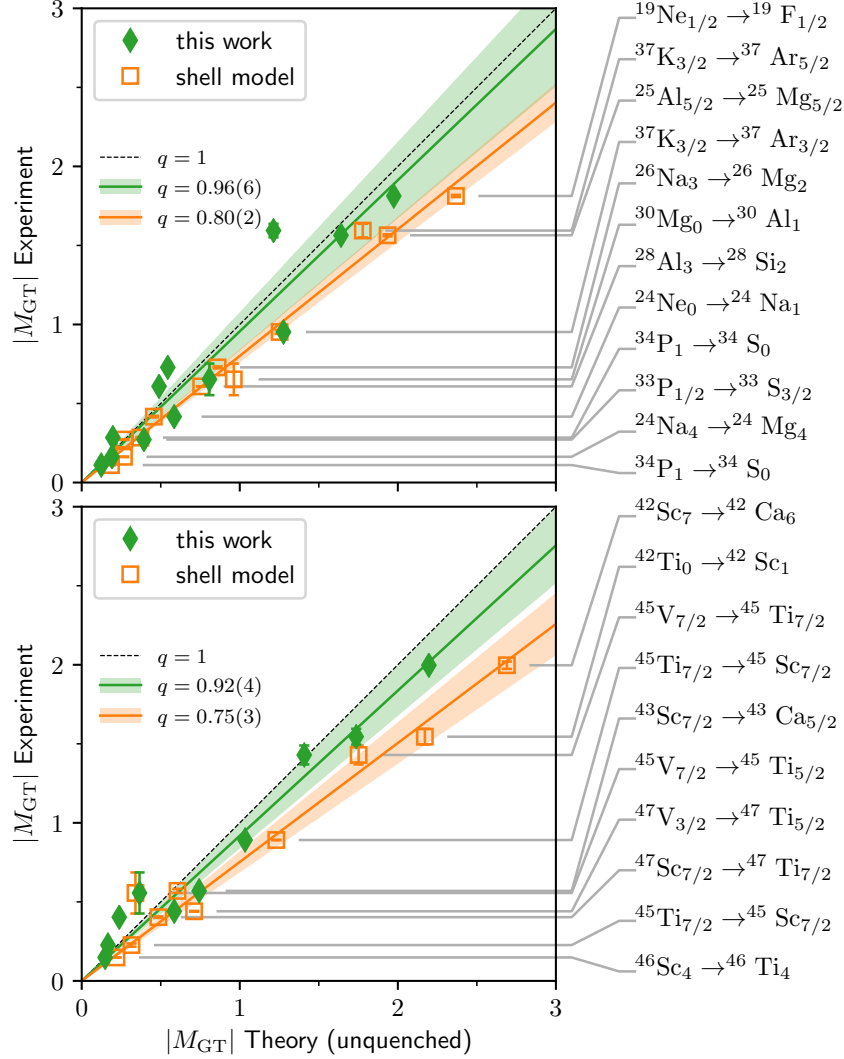 3
2
1
0
|M_GT| Experiment
this work
shell model
q = 1
q = 0.96(6)
q = 0.80(2)
¹⁹Ne₁/₂ →¹⁹ F₁/₂
³⁷K₃/₂ →³⁷ Ar₅/₂
²⁵Al₅/₂ →²⁵ Mg₅/₂
³⁷K₃/₂ →³⁷ Ar₃/₂
²⁶Na₃ →²⁶ Mg₂
³⁰Mg₀ →³⁰ Al₁
²⁸Al₃ →²⁸ Si₂
²⁴Ne₀ →²⁴ Na₁
³⁴P₁ →³⁴ S₀
³³P₁/₂ →³³ S₃/₂
²⁴Na₄ →²⁴ Mg₄
³⁴P₁ →³⁴ S₀
3
2
1
0
|M_GT| Experiment
this work
shell model
q = 1
q = 0.92(4)
q = 0.75(3)
⁴²Sc₇ →⁴² Ca₆
⁴²Ti₀ →⁴² Sc₁
⁴⁵V₇/₂ →⁴⁵ Ti₇/₂
⁴⁵Ti₇/₂ →⁴⁵ Sc₇/₂
⁴³Sc₇/₂ →⁴³ Ca₅/₂
⁴⁵V₇/₂ →⁴⁵ Ti₅/₂
⁴⁷V₃/₂ →⁴⁷ Ti₅/₂
⁴⁷Sc₇/₂ →⁴⁷ Ti₇/₂
⁴⁵Ti₇/₂ →⁴⁵ Sc₇/₂
⁴⁶Sc₄ →⁴⁶ Ti₄
0 1 2 3
|M_GT| Theory (unquenched)